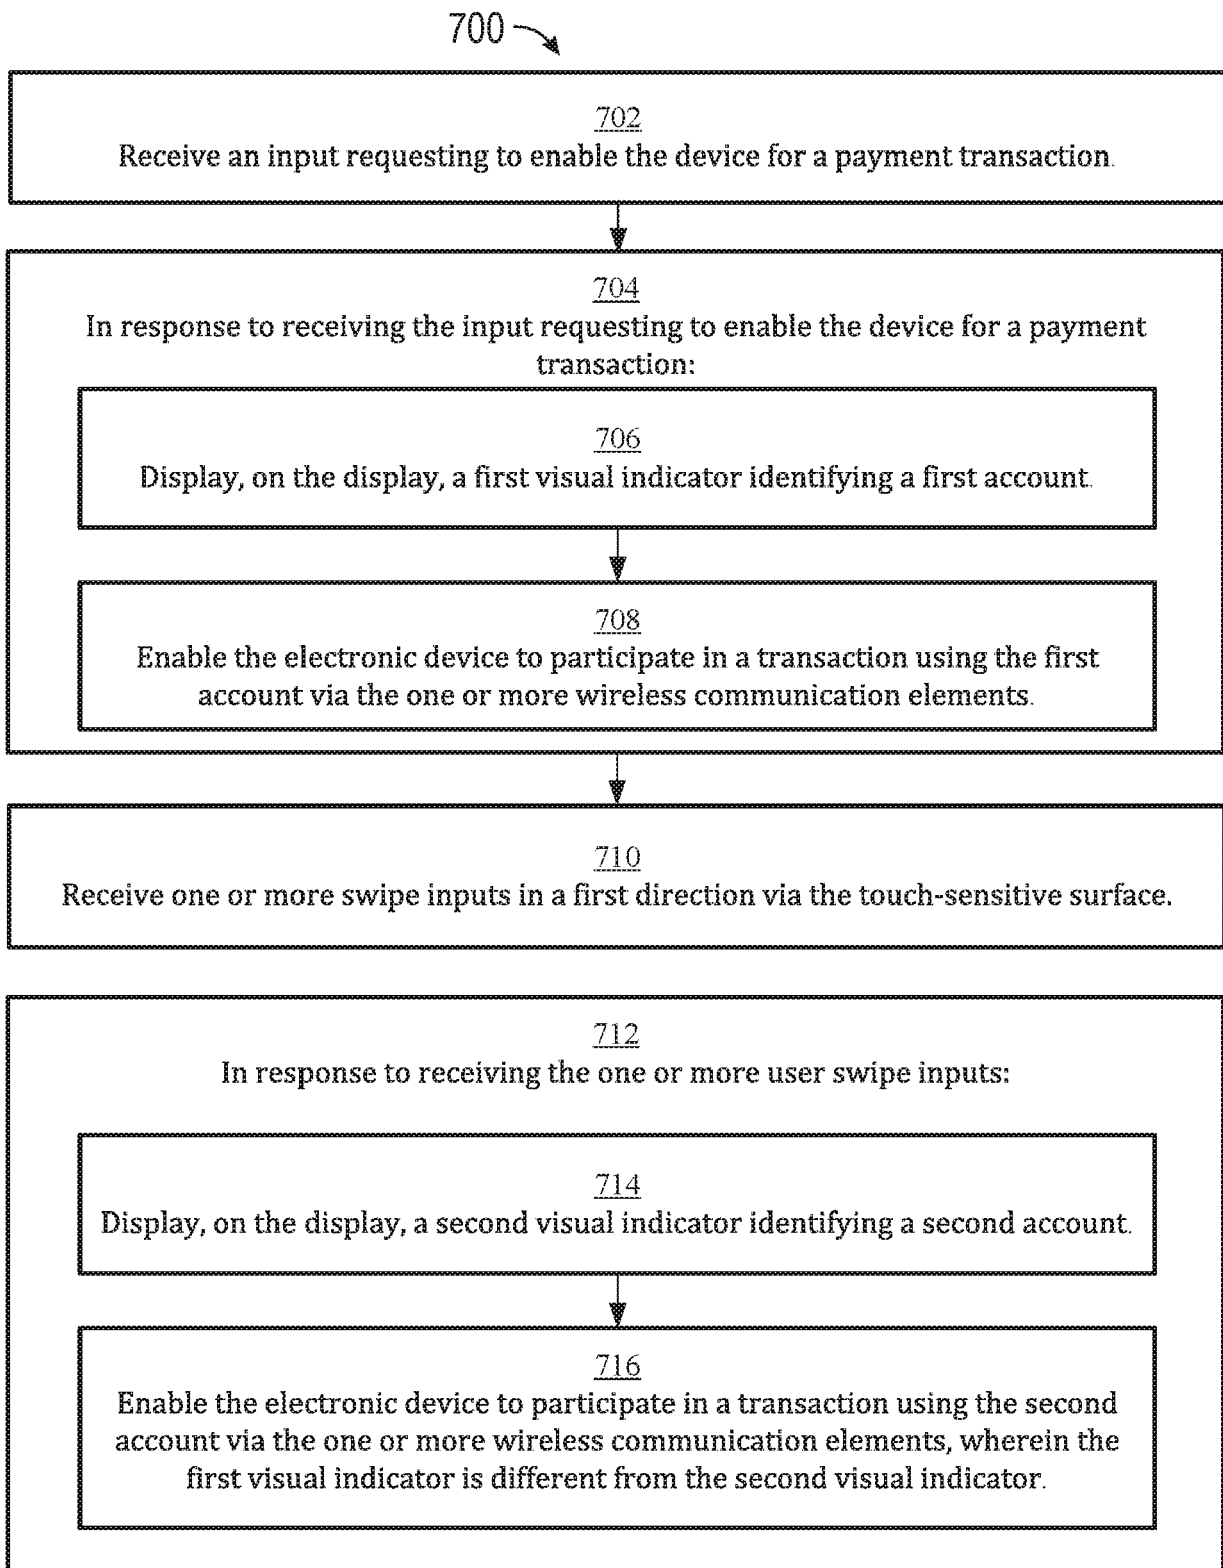 700
702
Receive an input requesting to enable the device for a payment transaction.
704
In response to receiving the input requesting to enable the device for a payment
transaction:
706
Display, on the display, a first visual indicator identifying a first account.
708
Enable the electronic device to participate in a transaction using the first
account via the one or more wireless communication elements.
710
Receive one or more swipe inputs in a first direction via the touch-sensitive surface.
712
In response to receiving the one or more user swipe inputs:
714
Display, on the display, a second visual indicator identifying a second account.
716
Enable the electronic device to participate in a transaction using the second
account via the one or more wireless communication elements, wherein the
first visual indicator is different from the second visual indicator.